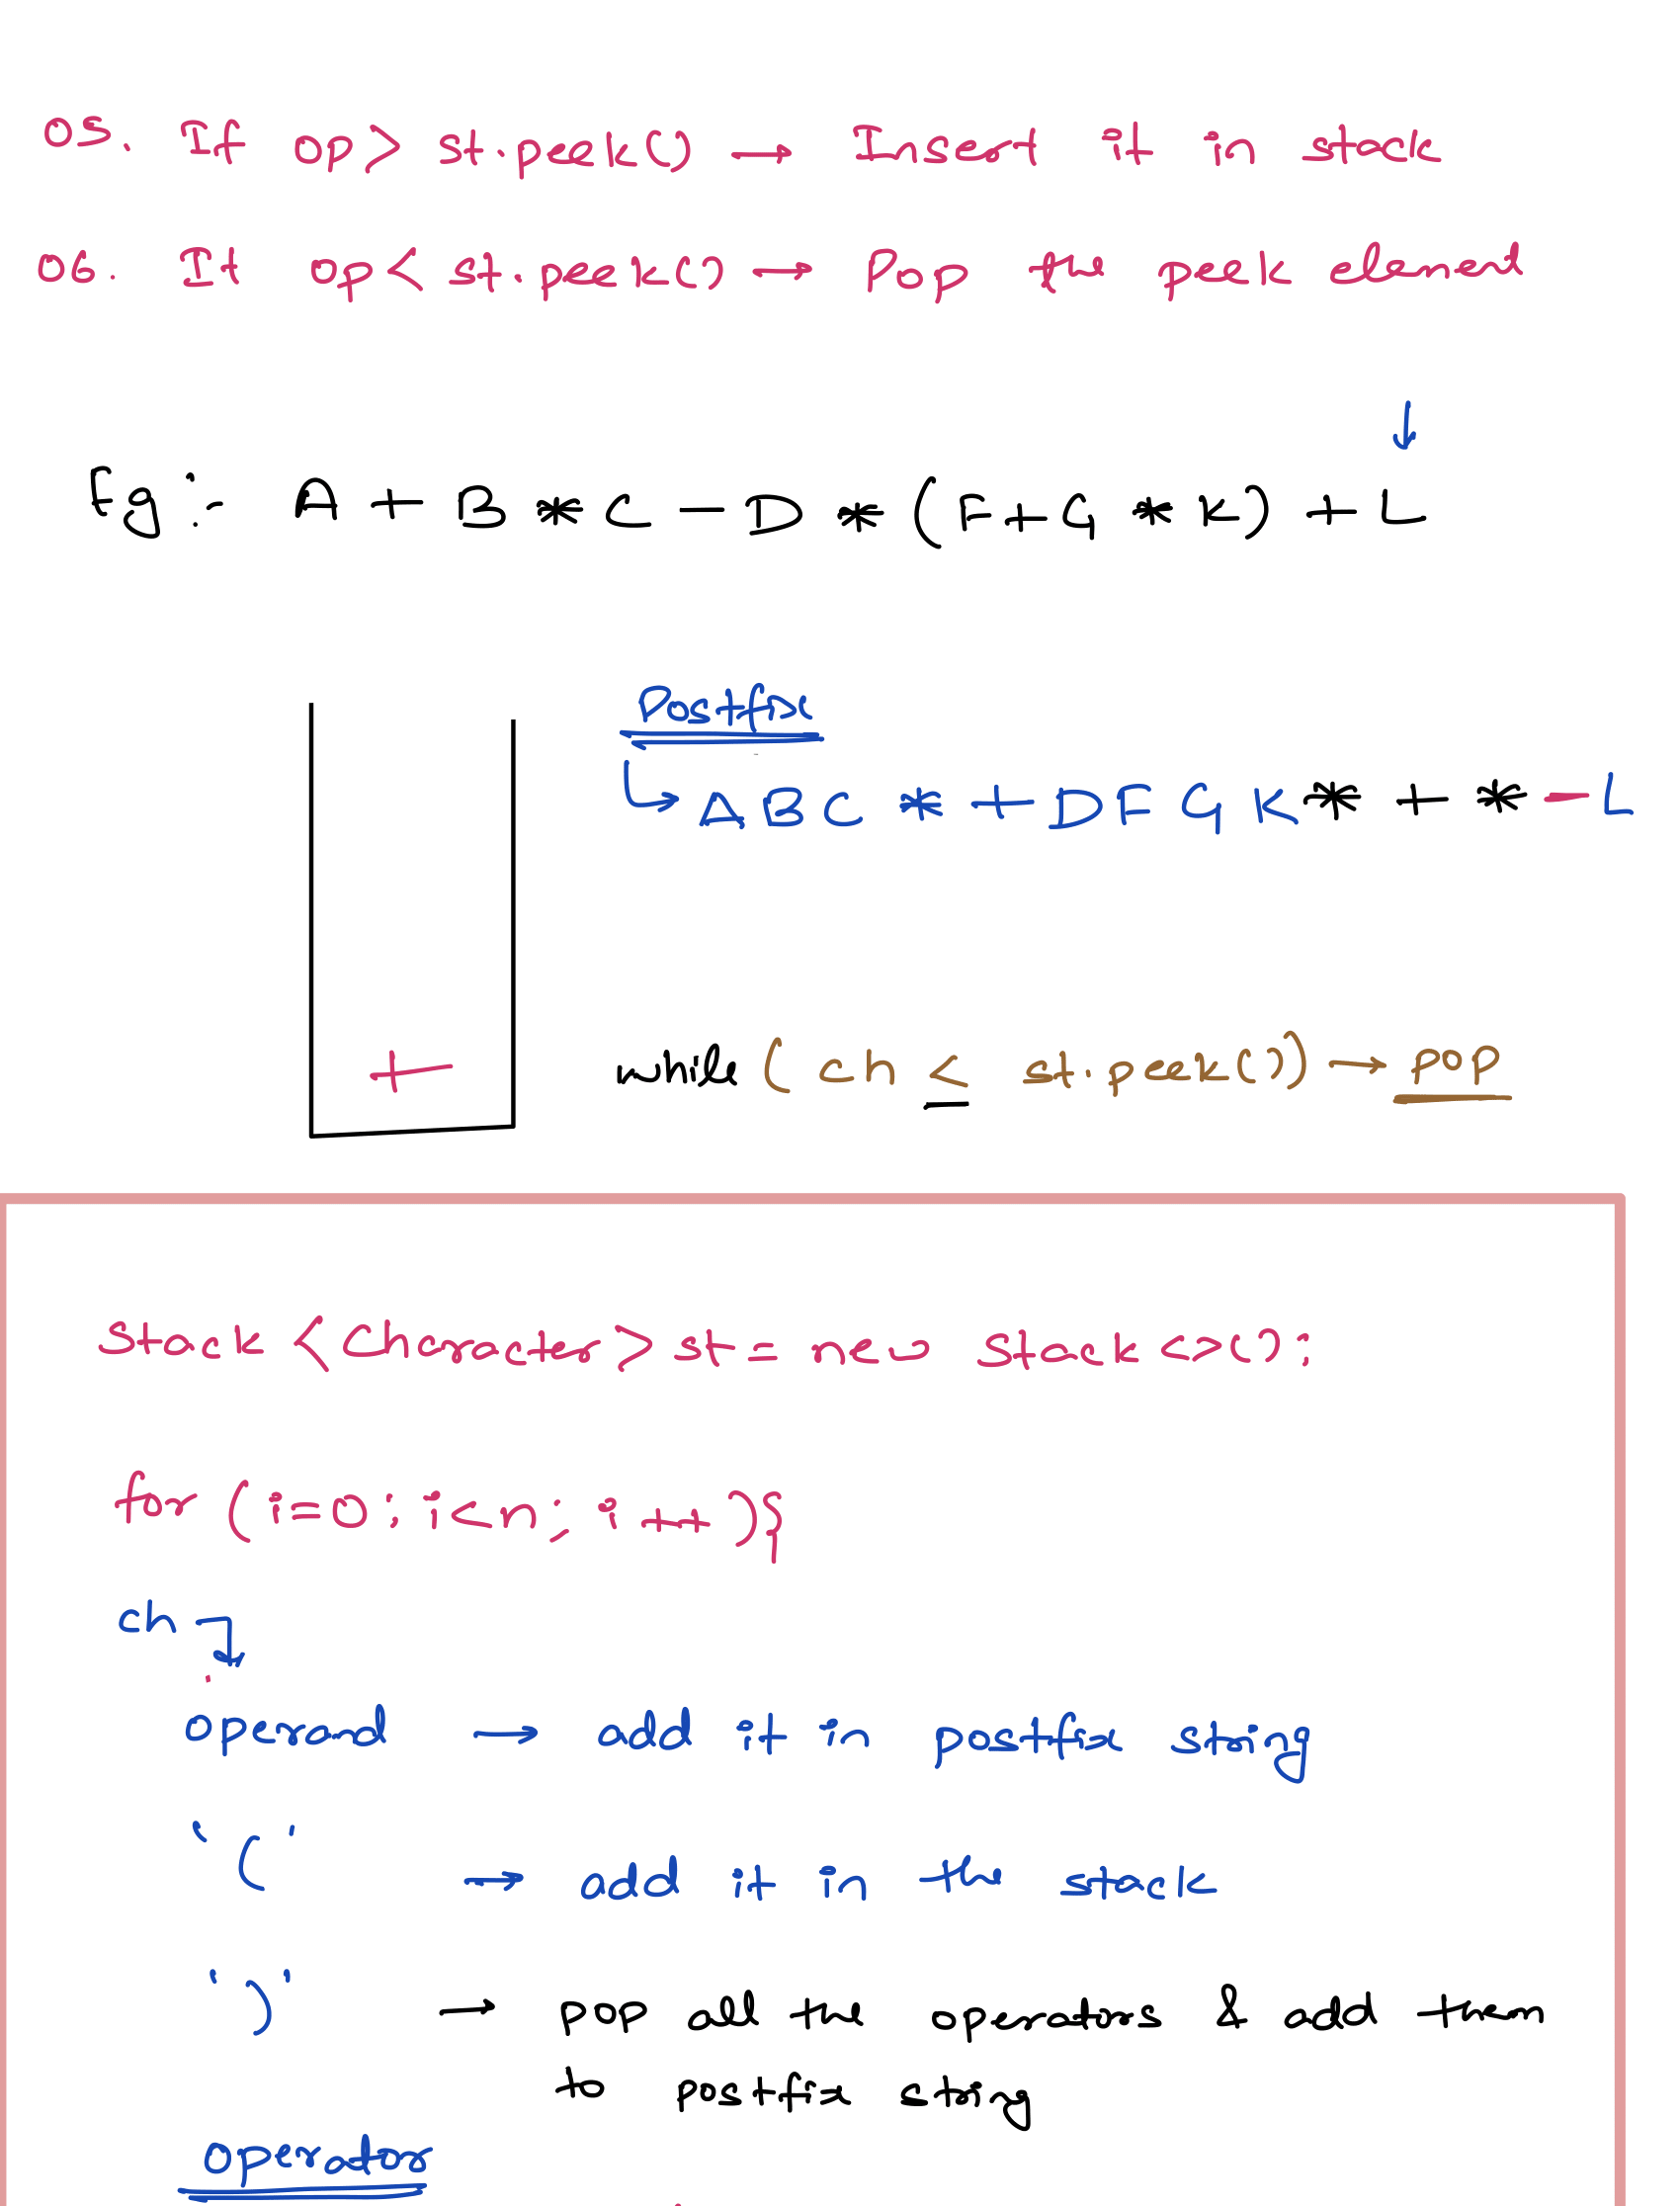 05. If op > st.peek() → Insert it in stack
06. If op < st.peek() → Pop the peek elemed
↓
Eg :- A + B * C - D * (F + G * K) + L
Postfix
↳ A B C * + D F G K * + * - L
+
while ( ch ≤ st.peek()) → pop
Stack <Character> st = new Stack<>();
for (i=0; i<n; i++){
ch
operand → add it in postfix string
'(' → add it in the stack
')' → pop all the operators & add them
to postfix string
operator